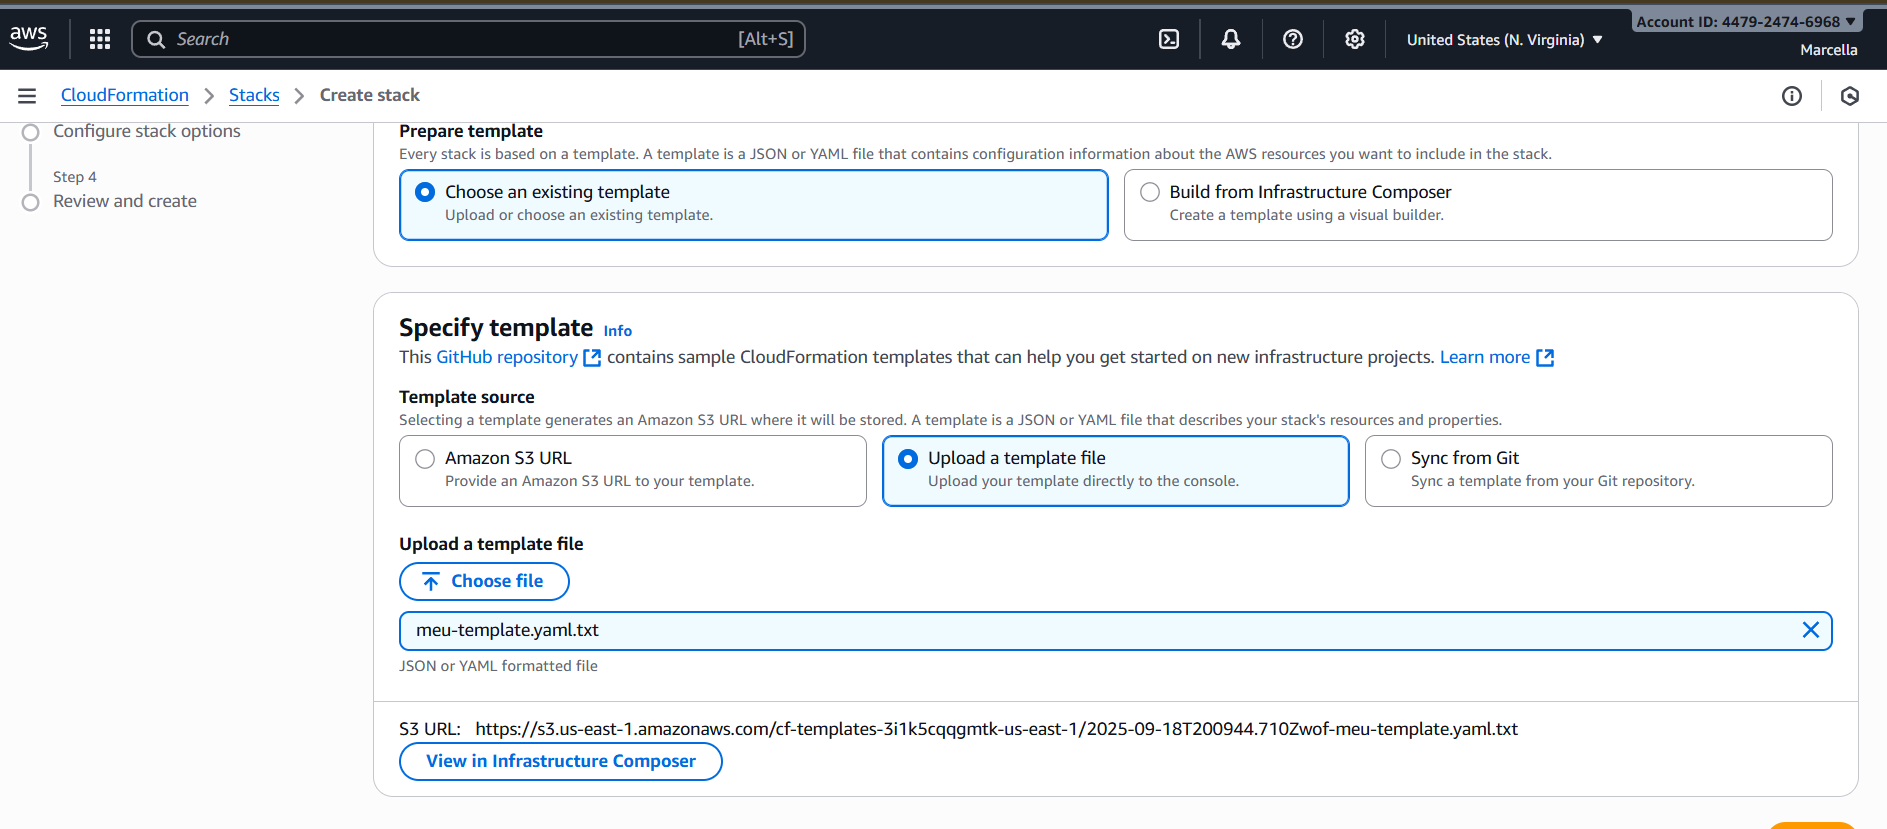 aws
Search [Alt+S]
United States (N. Virginia) ▼
Account ID: 4479-2474-6968 ▼
Marcella
CloudFormation > Stacks > Create stack
Configure stack options
Step 4
Review and create
Prepare template
Every stack is based on a template. A template is a JSON or YAML file that contains configuration information about the AWS resources you want to include in the stack.
Choose an existing template
Upload or choose an existing template.
Build from Infrastructure Composer
Create a template using a visual builder.
Specify template Info
This GitHub repository contains sample CloudFormation templates that can help you get started on new infrastructure projects. Learn more
Template source
Selecting a template generates an Amazon S3 URL where it will be stored. A template is a JSON or YAML file that describes your stack's resources and properties.
Amazon S3 URL
Provide an Amazon S3 URL to your template.
Upload a template file
Upload your template directly to the console.
Sync from Git
Sync a template from your Git repository.
Upload a template file
Choose file
meu-template.yaml.txt
JSON or YAML formatted file
S3 URL: https://s3.us-east-1.amazonaws.com/cf-templates-3i1k5cqqgmtk-us-east-1/2025-09-18T200944.710Zwof-meu-template.yaml.txt
View in Infrastructure Composer